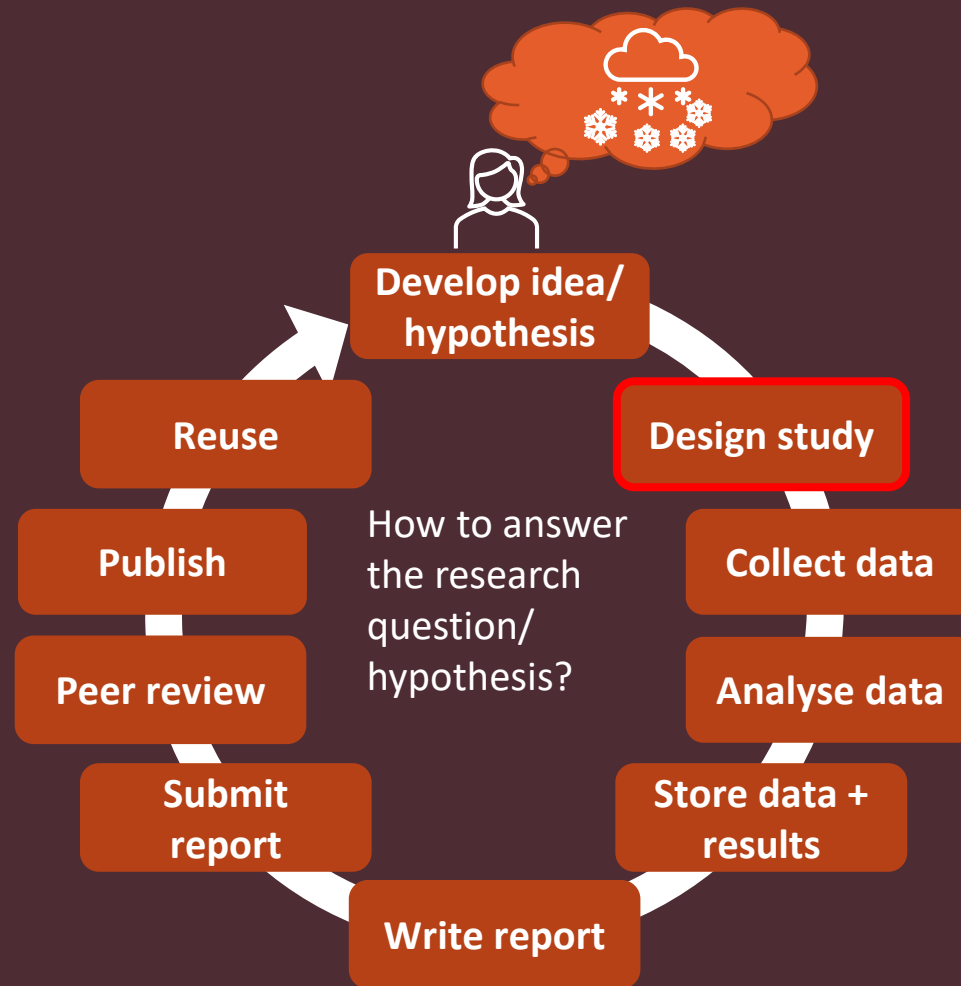 Develop idea/
hypothesis
Design study
Collect data
Analyse data
Store data +
results
Write report
Submit
report
Peer review
Publish
Reuse
How to answer
the research
question/
hypothesis?